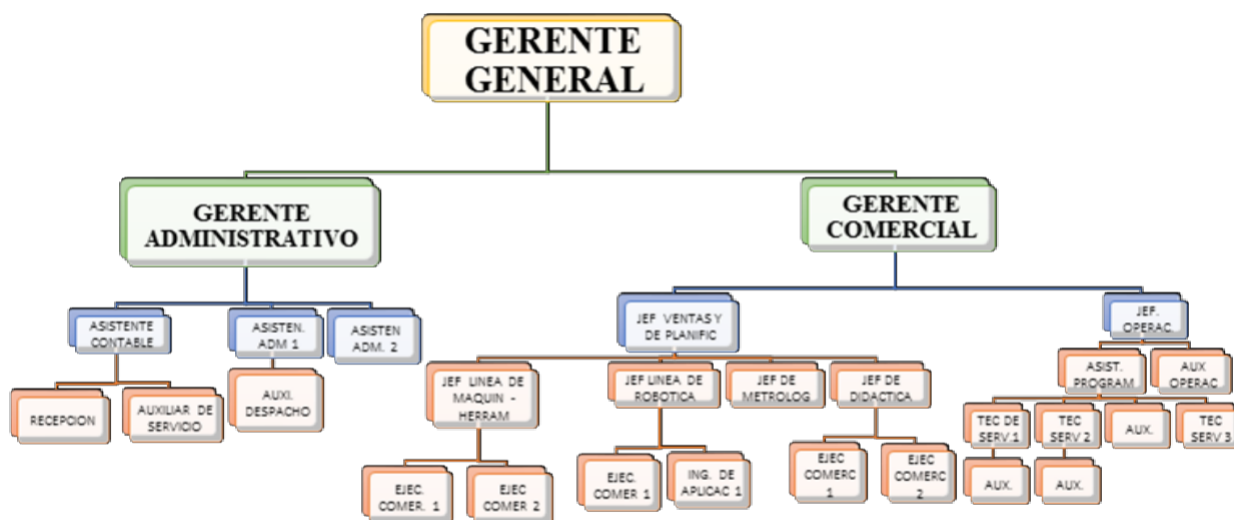 GERENTE
GENERAL
GERENTE
ADMINISTRATIVO
GERENTE
COMERCIAL
ASISTENTE
CONTABLE
ASISTEN.
ADM 1
ASISTEN
ADM. 2
JEF VENTAS Y
DE PLANIFIC
JEF.
OPERAC.
RECEPCION
AUXILIAR DE
SERVICIO
AUXI.
DESPACHO
JEF LINEA DE
MAQUIN -
HERRAM
JEF LINEA DE
ROBOTICA
JEF DE
METROLOG
JEF DE
DIDACTICA
ASIST.
PROGRAM
AUX
OPERAC
EJEC.
COMER. 1
EJEC
COMER 2
EJEC.
COMER 1
ING. DE
APLICAC 1
EJEC
COMERC
1
EJEC
COMERC
2
TEC DE
SERV.1
TEC
SERV 2
AUX.
TEC
SERV 3
AUX.
AUX.